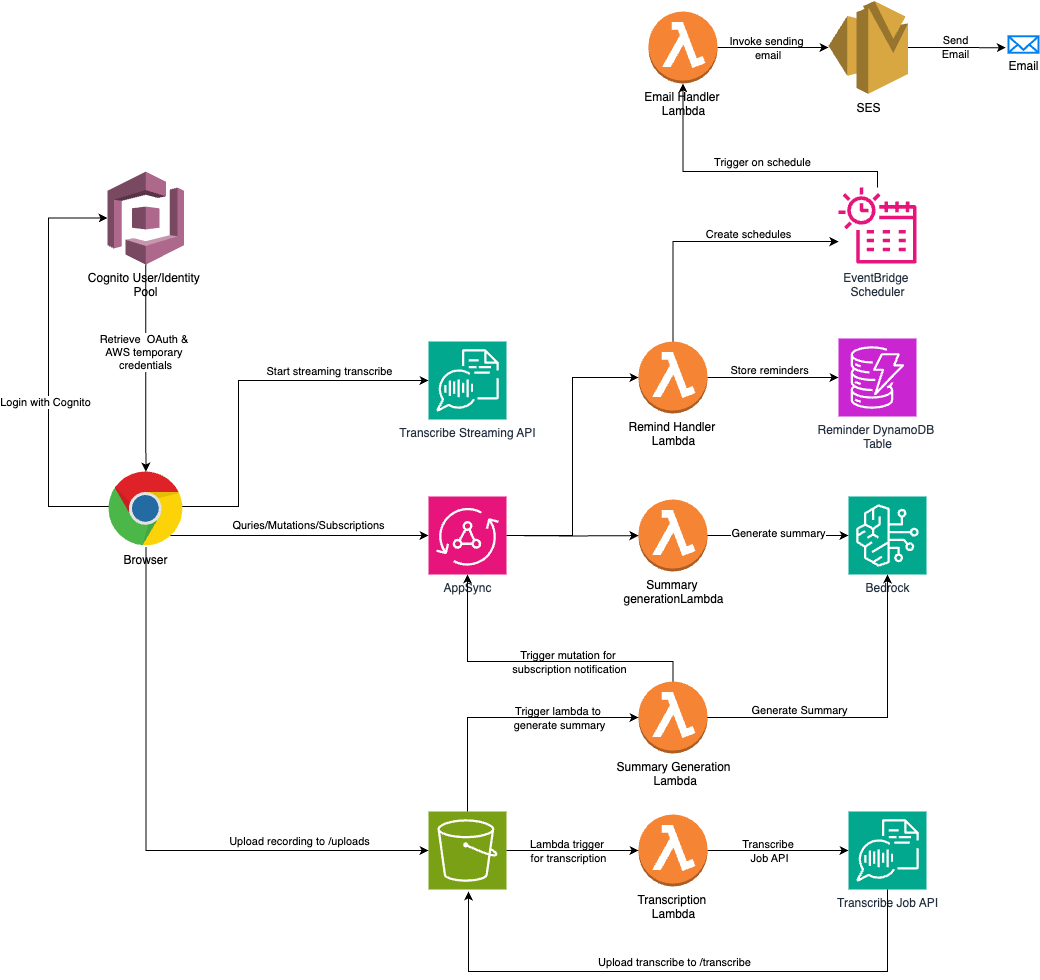 Invoke sending
email
Send
Email
Email
Email Handler
Lambda
SES
Trigger on schedule
Create schedules
EventBridge
Scheduler
Cognito User/Identity
Pool
Retrieve OAuth &
AWS temporary
credentials
Login with Cognito
Start streaming transcribe
Transcribe Streaming API
Store reminders
Remind Handler
Lambda
Reminder DynamoDB
Table
Quries/Mutations/Subscriptions
Browser
AppSync
Generate summary
Summary
generationLambda
Bedrock
Trigger mutation for
subscription notification
Trigger lambda to
generate summary
Generate Summary
Summary Generation
Lambda
Upload recording to /uploads
Lambda trigger
for transcription
Transcribe
Job API
Transcription
Lambda
Transcribe Job API
Upload transcribe to /transcribe